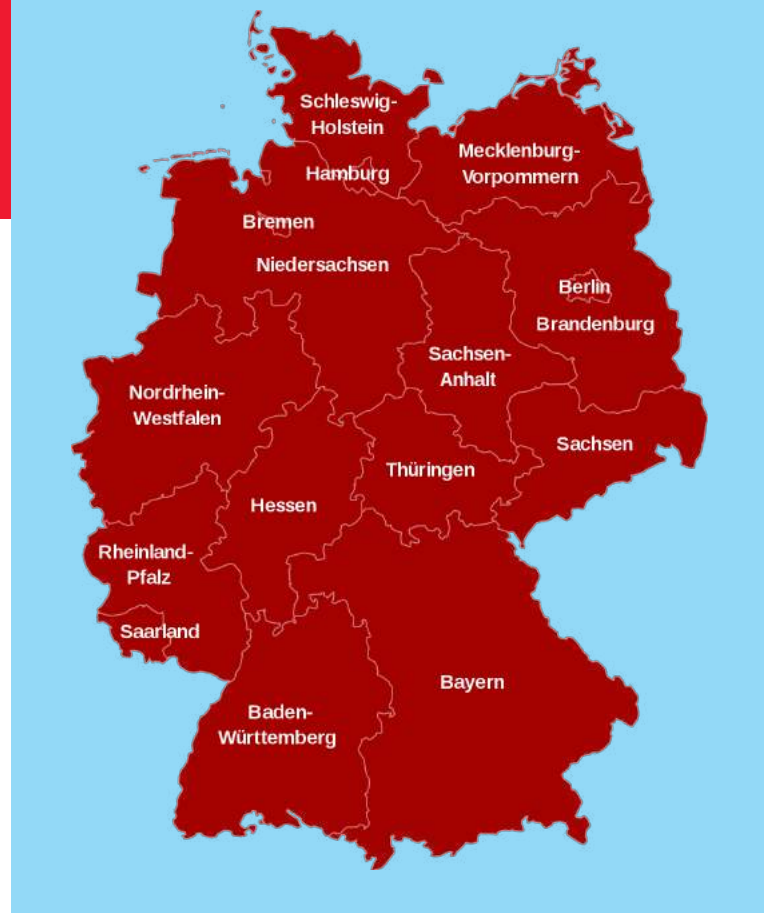 Schleswig-
Holstein
Mecklenburg-
Vorpommern
Hamburg
Bremen
Niedersachsen
Berlin
Brandenburg
Sachsen-
Anhalt
Nordrhein-
Westfalen
Sachsen
Thüringen
Hessen
Rheinland-
Pfalz
Saarland
Bayern
Baden-
Württemberg